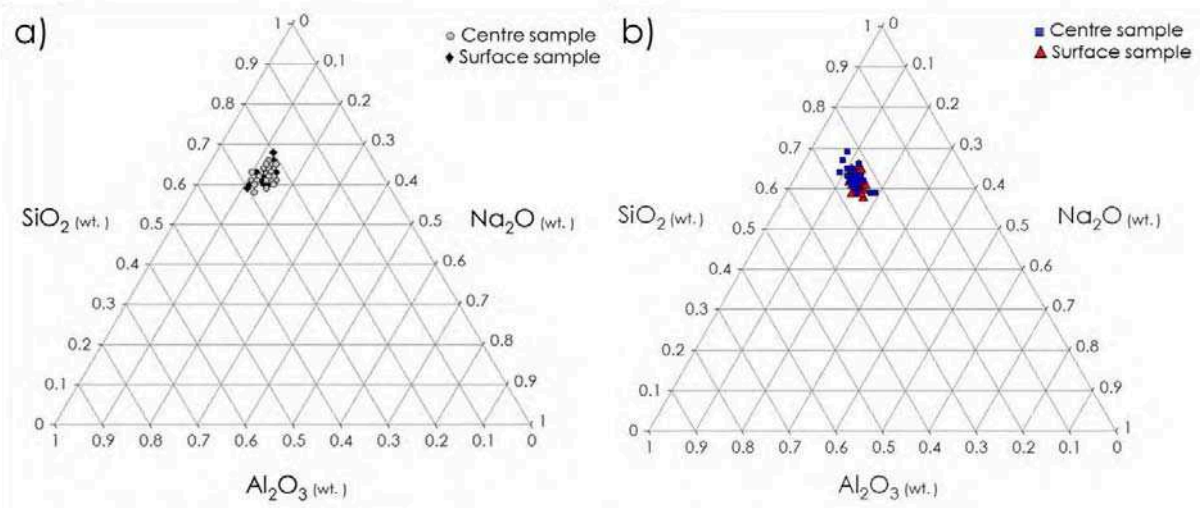 a)
Centre sample
Surface sample
1 0
0.9 0.1
0.8 0.2
0.7 0.3
0.6 0.4
SiO₂ (wt. )
Na₂O (wt. )
0.5 0.5
0.4 0.6
0.3 0.7
0.2 0.8
0.1 0.9
0 1
1 0.9 0.8 0.7 0.6 0.5 0.4 0.3 0.2 0.1 0
Al₂O₃ (wt. )
b)
Centre sample
Surface sample
1 0
0.9 0.1
0.8 0.2
0.7 0.3
0.6 0.4
SiO₂ (wt. )
Na₂O (wt. )
0.5 0.5
0.4 0.6
0.3 0.7
0.2 0.8
0.1 0.9
0 1
1 0.9 0.8 0.7 0.6 0.5 0.4 0.3 0.2 0.1 0
Al₂O₃ (wt. )